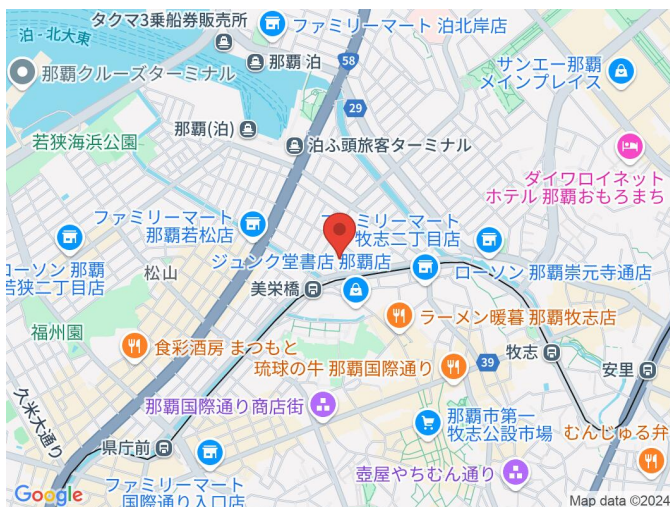 タクマ3乗船券販売所
ファミリーマート 泊北岸店
泊 - 北大東
58
那覇 泊
サンエー那覇
メインプレイス
那覇クルーズターミナル
29
那覇(泊)
若狭海浜公園
泊ふ頭旅客ターミナル
ダイワロイネット
ホテル 那覇おもろまち
ファミリーマート
那覇若松店
ファミリーマート
牧志二丁目店
ローソン 那覇
若狭二丁目店
松山
ジュンク堂書店 那覇店
ローソン 那覇崇元寺通店
美栄橋
福州園
ラーメン暖暮 那覇牧志店
食彩酒房 まつもと
牧志
琉球の牛 那覇国際通り
39
安里
久米大通り
那覇国際通り商店街
那覇市第一
牧志公設市場
県庁前
むんじゅる弁
壺屋やちむん通り
ファミリーマート
国際通り入口店
Google
Map data ©2024